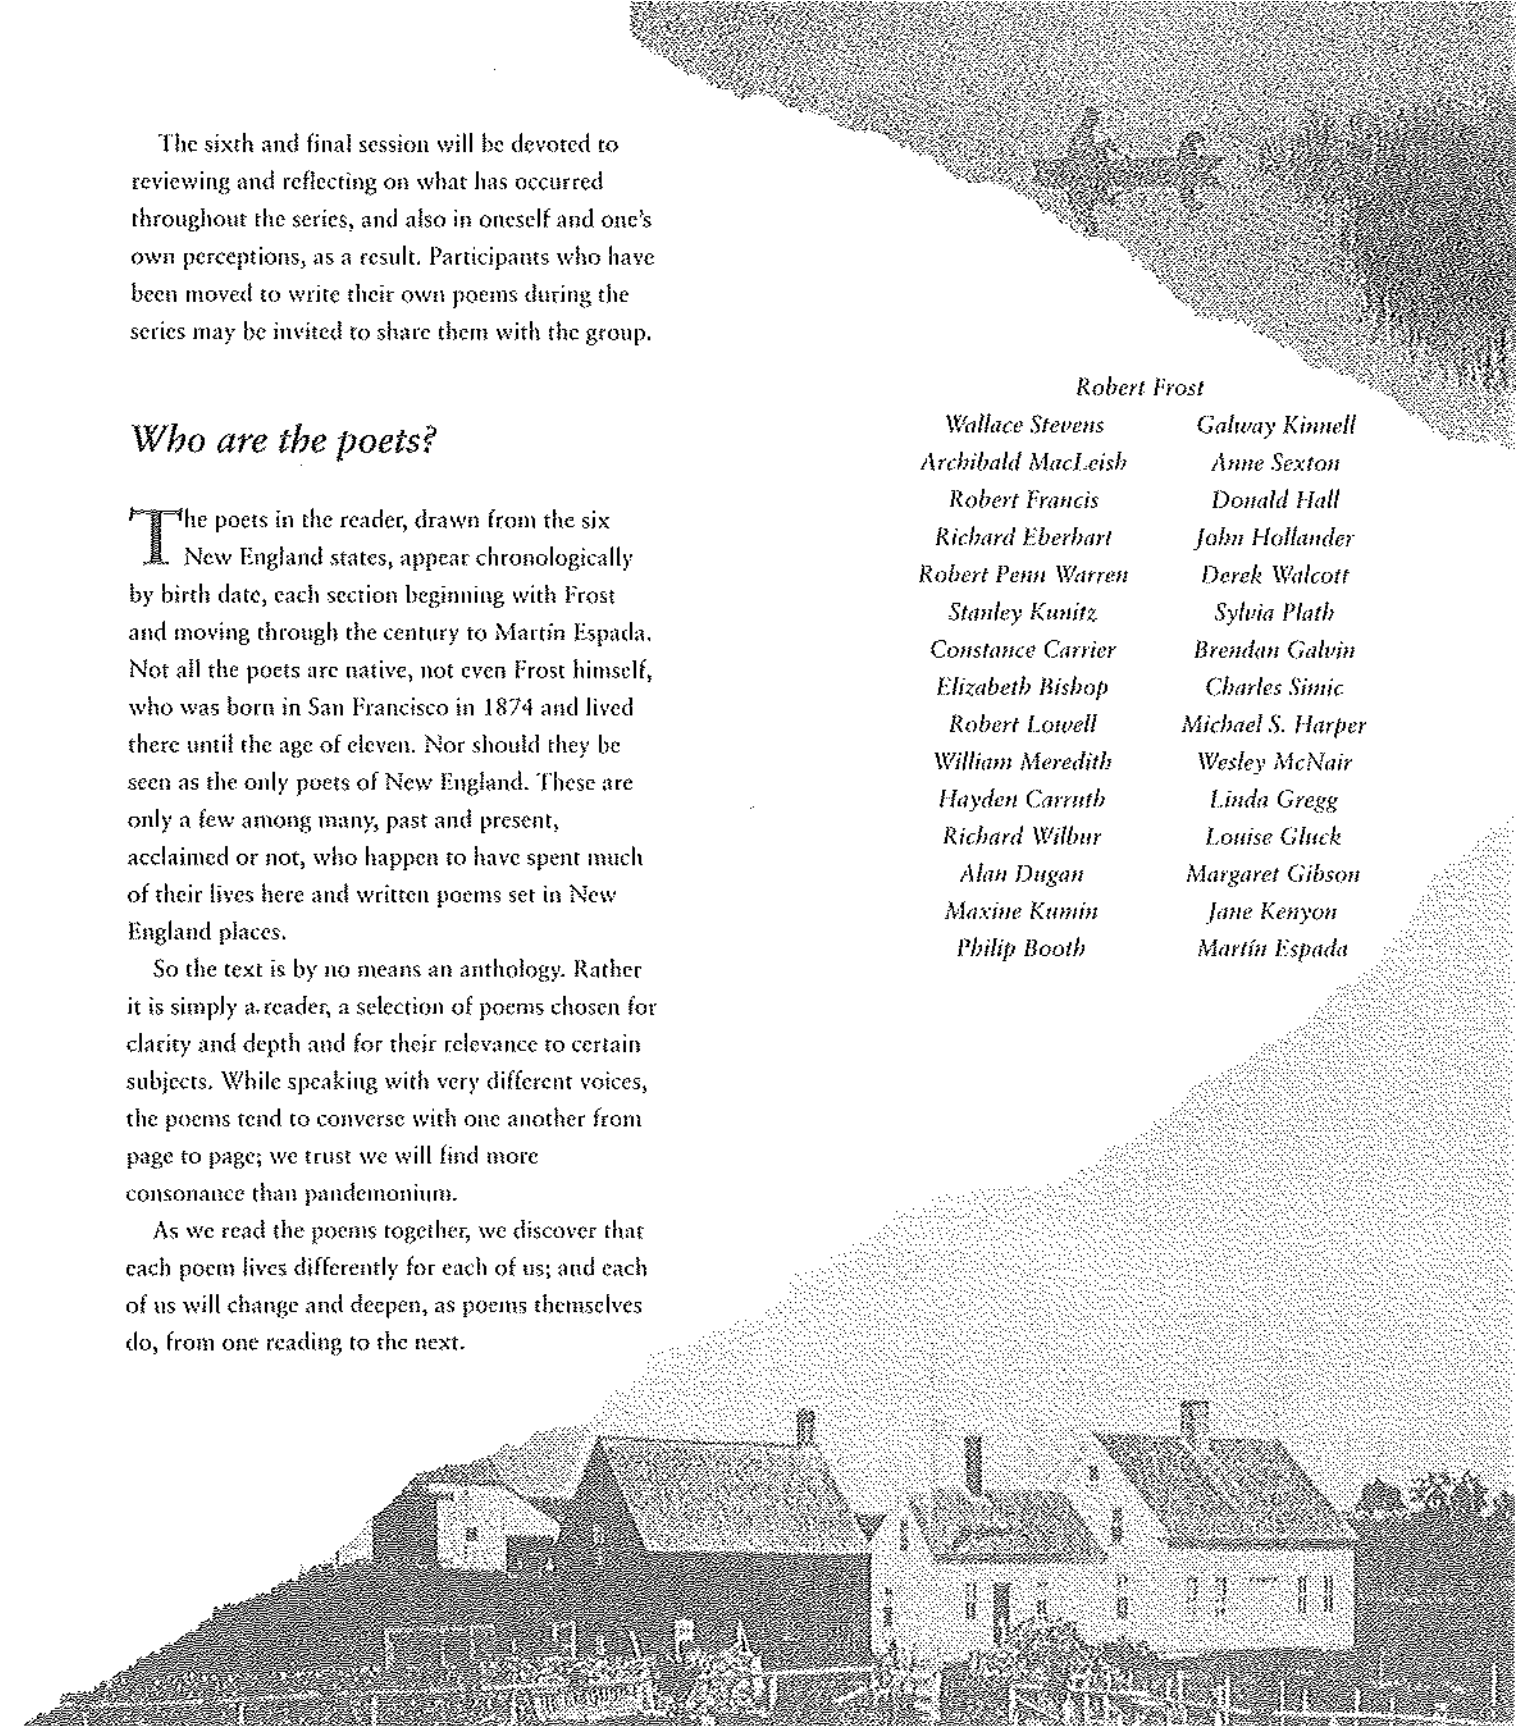 The sixth and final session will be devoted to
reviewing and reflecting on what has occurred
throughout the series, and also in oneself and one's
own perceptions, as a result. Participants who have
been moved to write their own poems during the
series may be invited to share them with the group.
Who are the poets?
The poets in the reader, drawn from the six
New England states, appear chronologically
by birth date, each section beginning with Frost
and moving through the century to Martín Espada.
Not all the poets are native, not even Frost himself,
who was born in San Francisco in 1874 and lived
there until the age of eleven. Nor should they be
seen as the only poets of New England. These are
only a few among many, past and present,
acclaimed or not, who happen to have spent much
of their lives here and written poems set in New
England places.
So the text is by no means an anthology. Rather
it is simply a reader, a selection of poems chosen for
clarity and depth and for their relevance to certain
subjects. While speaking with very different voices,
the poems tend to converse with one another from
page to page; we trust we will find more
consonance than pandemonium.
As we read the poems together, we discover that
each poem lives differently for each of us; and each
of us will change and deepen, as poems themselves
do, from one reading to the next.
Robert Frost
Wallace Stevens
Archibald MacLeish
Robert Francis
Richard Eberhart
Robert Penn Warren
Stanley Kunitz
Constance Carrier
Elizabeth Bishop
Robert Lowell
William Meredith
Hayden Carruth
Richard Wilbur
Alan Dugan
Maxine Kumin
Philip Booth
Galway Kinnell
Anne Sexton
Donald Hall
John Hollander
Derek Walcott
Sylvia Plath
Brendan Galvin
Charles Simic
Michael S. Harper
Wesley McNair
Linda Gregg
Louise Gluck
Margaret Gibson
Jane Kenyon
Martín Espada